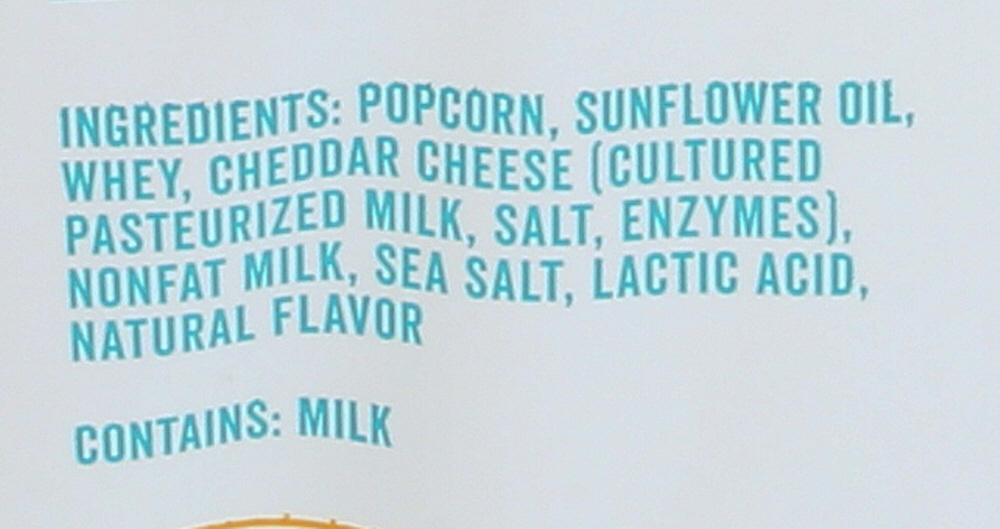 INGREDIENTS: POPCORN, SUNFLOWER OIL,
WHEY, CHEDDAR CHEESE (CULTURED
PASTEURIZED MILK, SALT, ENZYMES),
NONFAT MILK, SEA SALT, LACTIC ACID,
NATURAL FLAVOR
CONTAINS: MILK